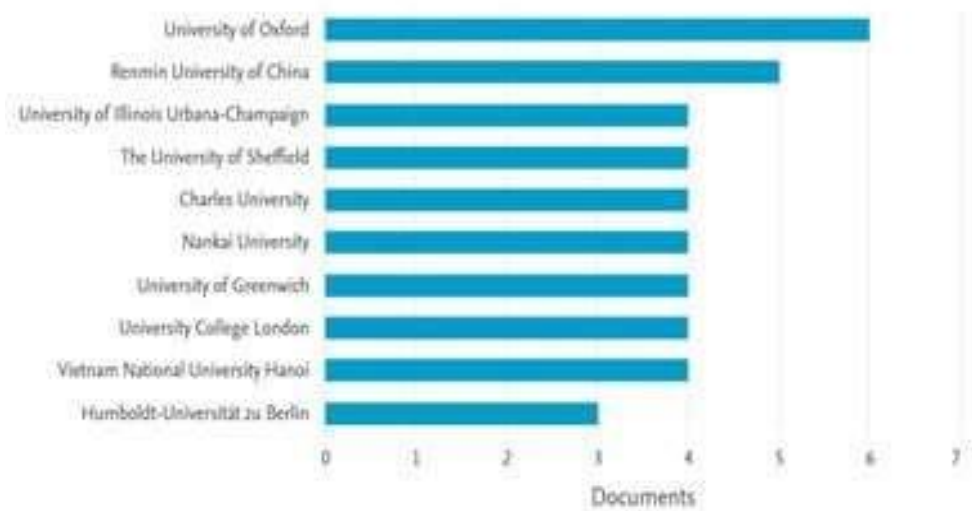 University of Oxford
Renmin University of China
University of Illinois Urbana-Champaign
The University of Sheffield
Charles University
Nankai University
University of Greenwich
University College London
Vietnam National University Hanoi
Humboldt-Universität zu Berlin
0 1 2 3 4 5 6 7
Documents